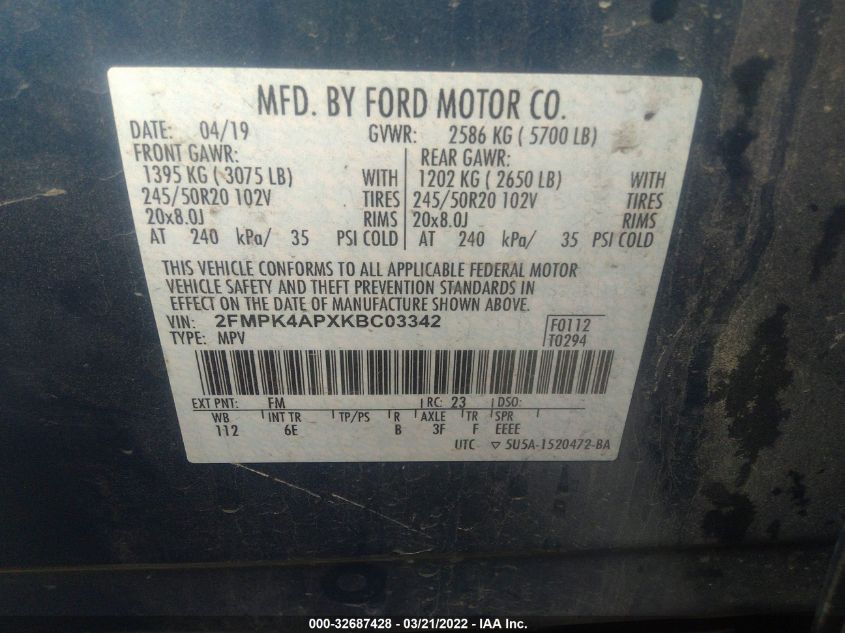 MFD. BY FORD MOTOR CO.
DATE: 04/19 GVWR: 2586 KG ( 5700 LB)
FRONT GAWR: REAR GAWR:
1395 KG ( 3075 LB) WITH 1202 KG ( 2650 LB) WITH
245/50R20 102V TIRES 245/50R20 102V TIRES
20x8.0J RIMS 20x8.0J RIMS
AT 240 kPa/ 35 PSI COLD AT 240 kPa/ 35 PSI COLD
THIS VEHICLE CONFORMS TO ALL APPLICABLE FEDERAL MOTOR
VEHICLE SAFETY AND THEFT PREVENTION STANDARDS IN
EFFECT ON THE DATE OF MANUFACTURE SHOWN ABOVE.
VIN: 2FMPK4APXKBC03342 F0112
TYPE: MPV T0294
EXT PNT: FM RC: 23 DSO:
WB INT TR TP/PS R AXLE TR SPR
112 6E B 3F F EEEE
UTC ▽ 5U5A-1520472-BA
000-32687428 - 03/21/2022 - IAA Inc.